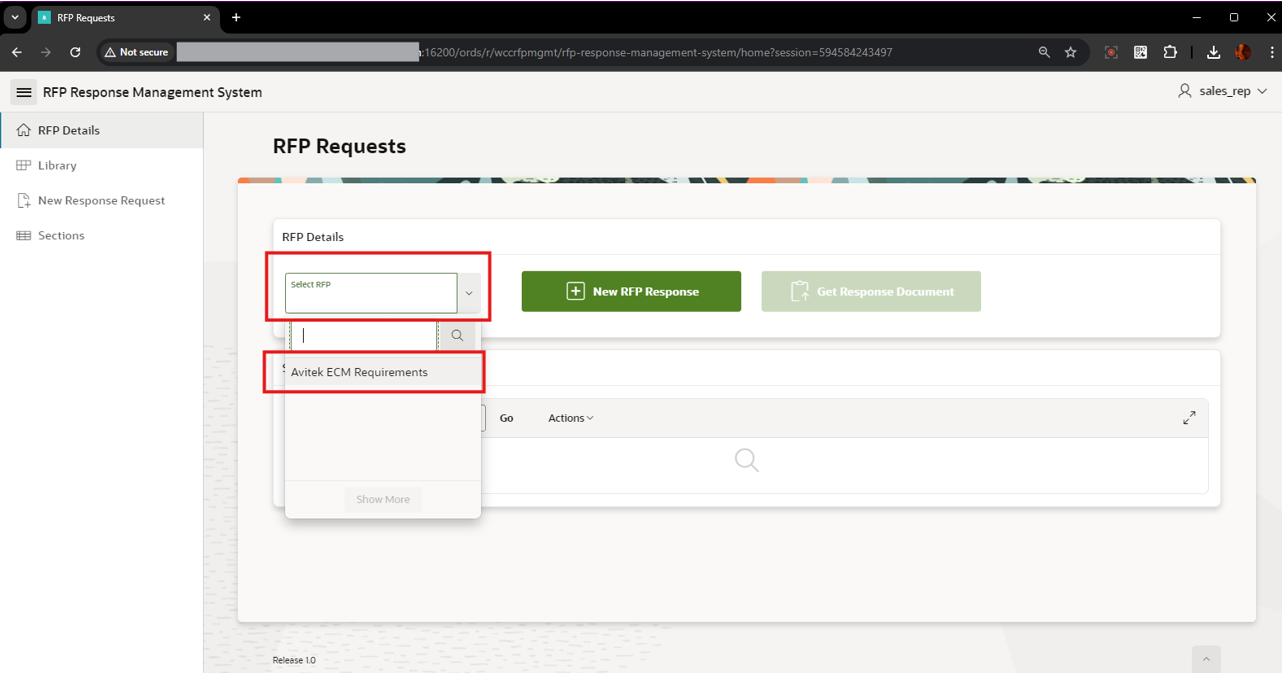 RFP Requests
Not secure
:16200/ords/r/wccrfpmgmt/rfp-response-management-system/home?session=594584243497
RFP Response Management System
sales_rep
RFP Details
Library
New Response Request
Sections
RFP Requests
RFP Details
Select RFP
New RFP Response
Get Response Document
Avitek ECM Requirements
Go
Actions
Show More
Release 1.0